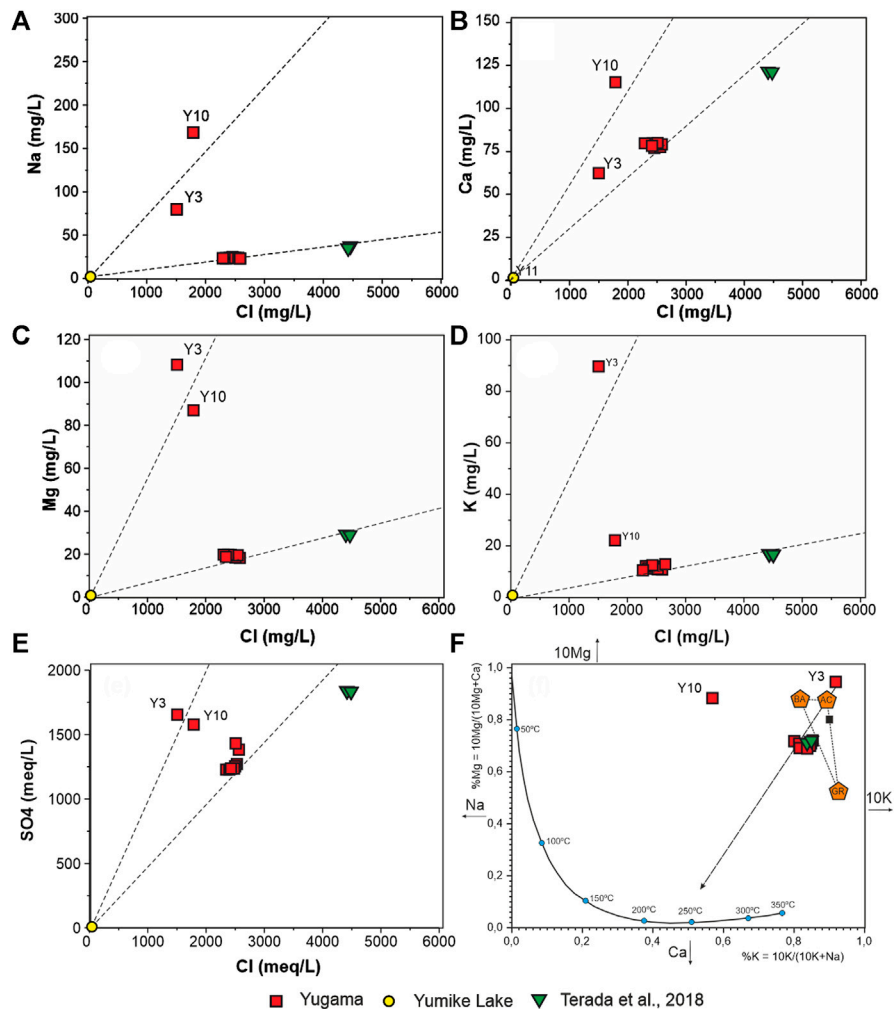 A
Na (mg/L)
300
250
200
150
100
50
0
Y10
Y3
0 1000 2000 3000 4000 5000 6000
Cl (mg/L)
B
Ca (mg/L)
150
125
100
75
50
25
0
Y10
Y3
Y11
0 1000 2000 3000 4000 5000 6000
Cl (mg/L)
C
Mg (mg/L)
120
100
80
60
40
20
0
Y3
Y10
0 1000 2000 3000 4000 5000 6000
Cl (mg/L)
D
K (mg/L)
100
80
60
40
20
0
Y3
Y10
0 1000 2000 3000 4000 5000 6000
Cl (mg/L)
E
(e)
SO4 (meq/L)
2000
1500
1000
500
0
Y3
Y10
0 1000 2000 3000 4000 5000 6000
Cl (meq/L)
F
(f)
10Mg
%Mg = 10Mg/(10Mg+Ca)
1,0
0,8
0,6
0,4
0,2
0,0
Y10
Y3
BA
AC
GR
50ºC
100ºC
150ºC
200ºC
250ºC
300ºC
350ºC
Na
10K
0,0 0,2 0,4 0,6 0,8 1,0
Ca
%K = 10K/(10K+Na)
Yugama
Yumike Lake
Terada et al., 2018